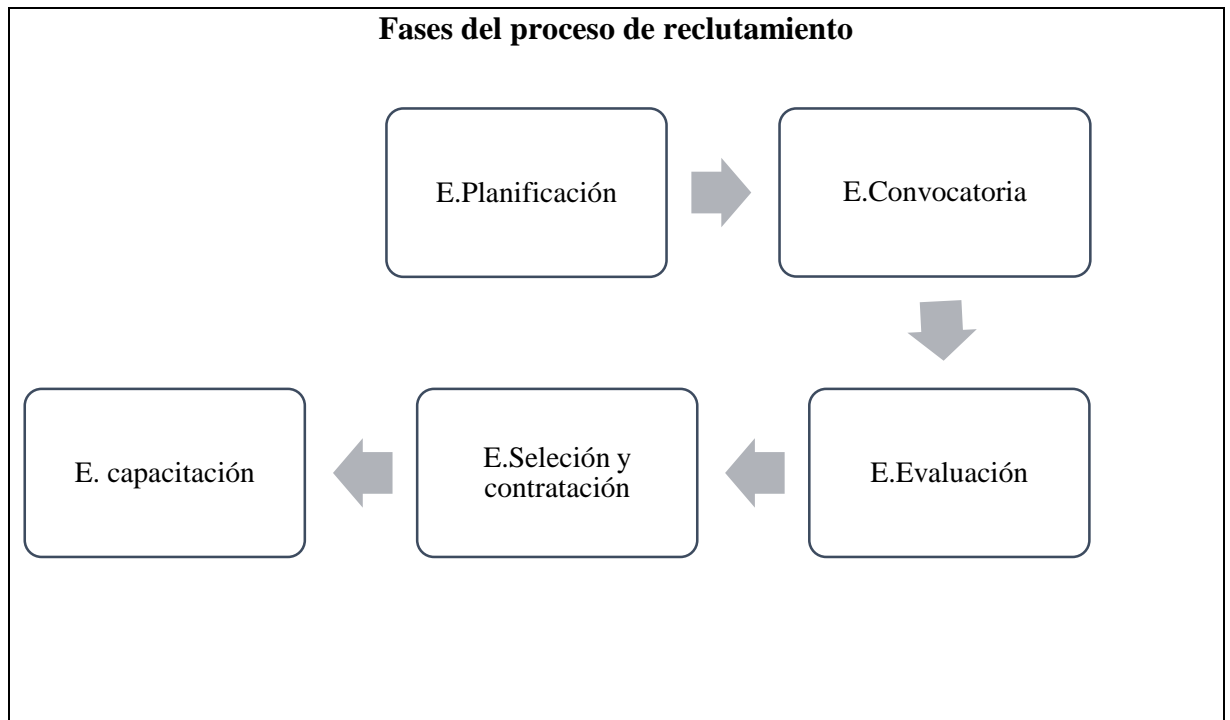 Fases del proceso de reclutamiento
E.Planificación
E.Convocatoria
E.Evaluación
E.Seleción y
contratación
E. capacitación